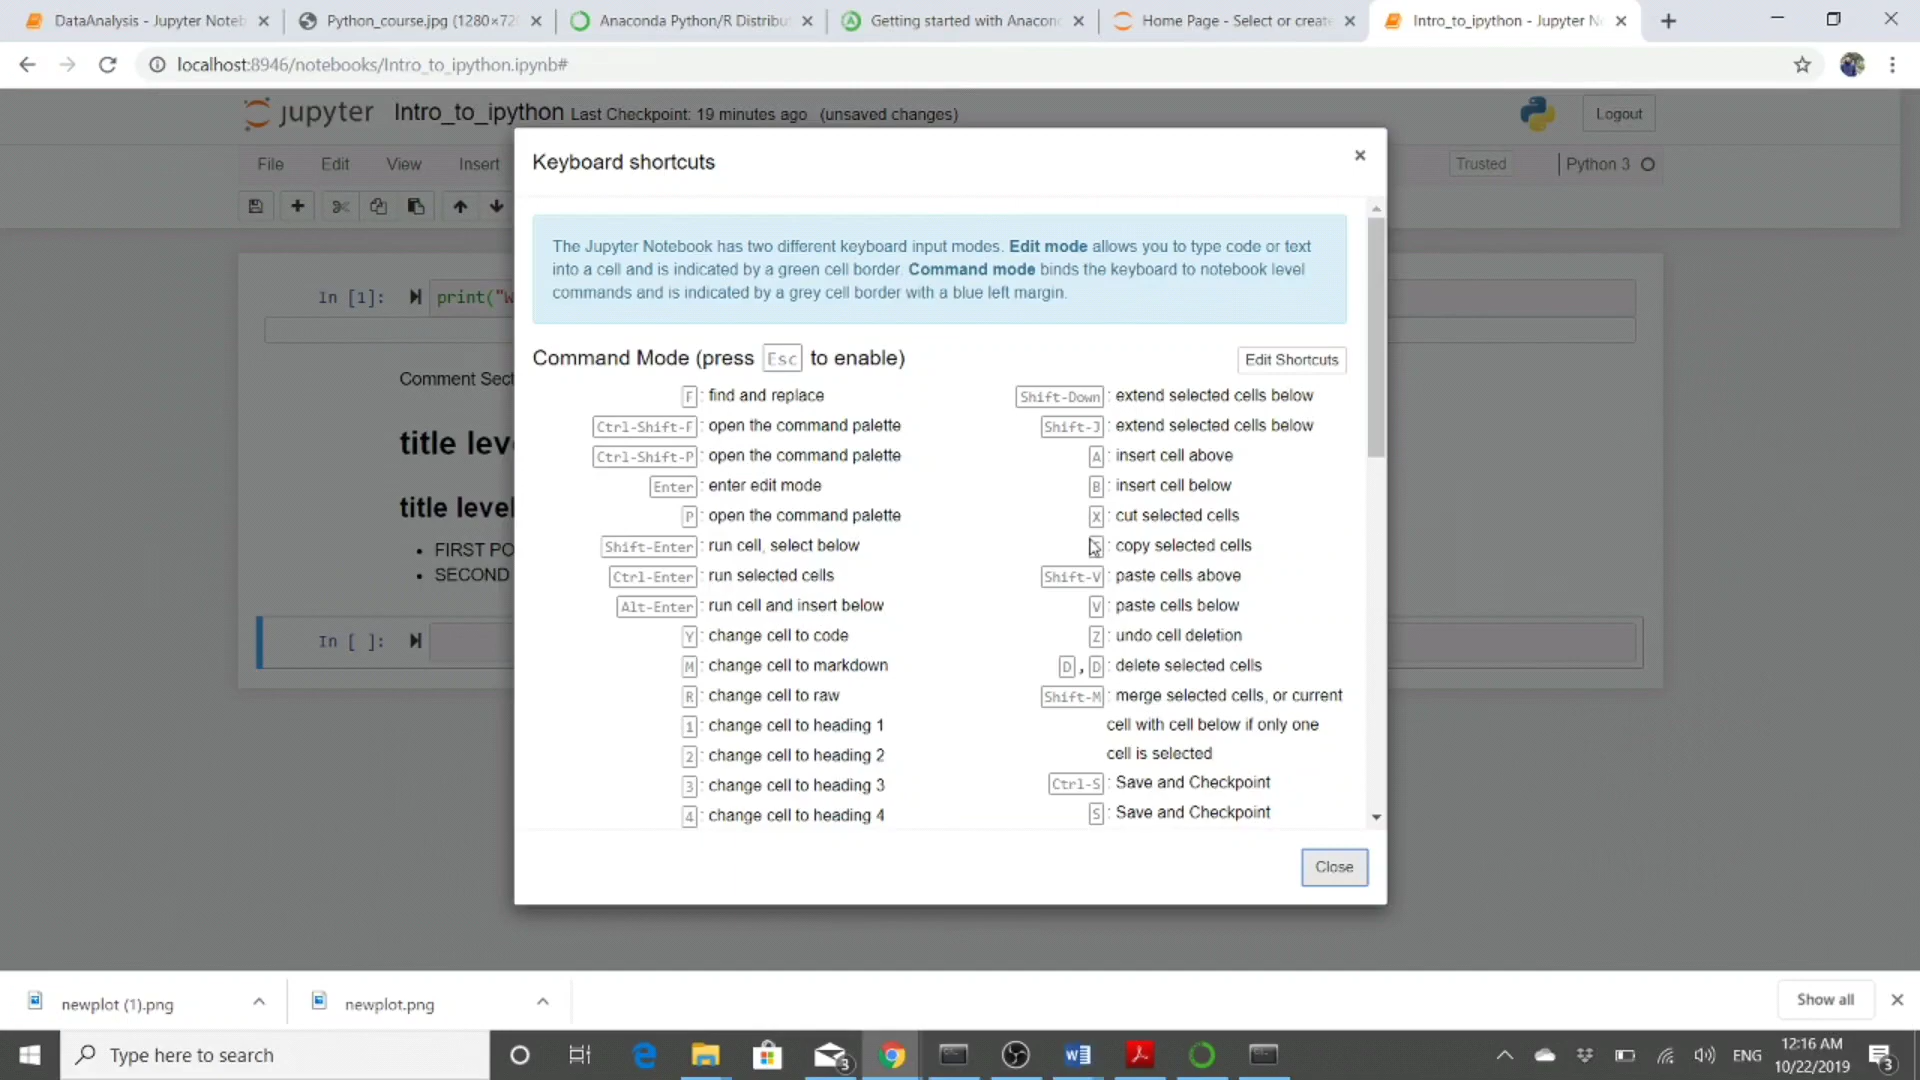 DataAnalysis - Jupyter Noteb
Python_course.jpg (1280×72
Anaconda Python/R Distribu
Getting started with Anacon
Home Page - Select or create
Intro_to_ipython - Jupyter N
localhost:8946/notebooks/Intro_to_ipython.ipynb#
jupyter Intro_to_ipython Last Checkpoint: 19 minutes ago (unsaved changes)
Logout
File Edit View Insert
Trusted
Python 3
In [1]: print("W
Comment Sect
title leve
title level
• FIRST PO
• SECOND
In [ ]:
Keyboard shortcuts
×
The Jupyter Notebook has two different keyboard input modes. Edit mode allows you to type code or text
into a cell and is indicated by a green cell border. Command mode binds the keyboard to notebook level
commands and is indicated by a grey cell border with a blue left margin.
Command Mode (press Esc to enable)
Edit Shortcuts
F : find and replace
Ctrl-Shift-F : open the command palette
Ctrl-Shift-P : open the command palette
Enter : enter edit mode
P : open the command palette
Shift-Enter : run cell, select below
Ctrl-Enter : run selected cells
Alt-Enter : run cell and insert below
Y : change cell to code
M : change cell to markdown
R : change cell to raw
1 : change cell to heading 1
2 : change cell to heading 2
3 : change cell to heading 3
4 : change cell to heading 4
Shift-Down : extend selected cells below
Shift-J : extend selected cells below
A : insert cell above
B : insert cell below
X : cut selected cells
: copy selected cells
Shift-V : paste cells above
V : paste cells below
Z : undo cell deletion
D , D : delete selected cells
Shift-M : merge selected cells, or current
cell with cell below if only one
cell is selected
Ctrl-S : Save and Checkpoint
S : Save and Checkpoint
Close
newplot (1).png
newplot.png
Show all
Type here to search
3
ENG
12:16 AM
10/22/2019
3